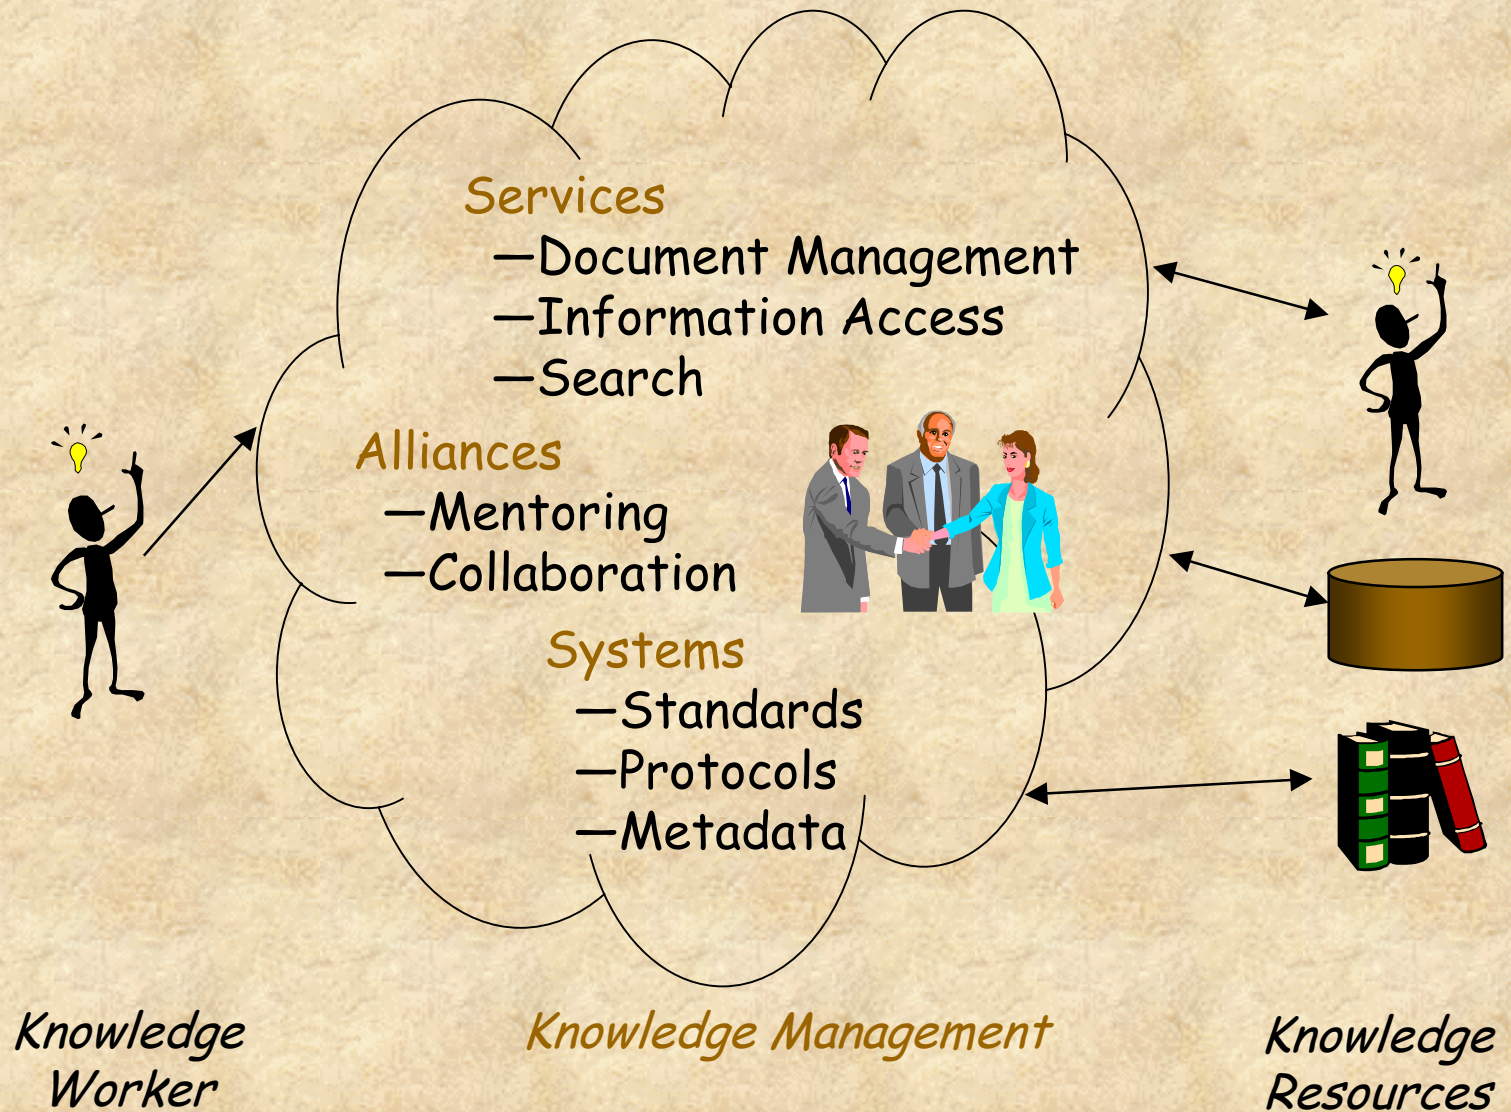 Services
—Document Management
—Information Access
—Search
Alliances
—Mentoring
—Collaboration
Systems
—Standards
—Protocols
—Metadata
Knowledge
Worker
Knowledge Management
Knowledge
Resources